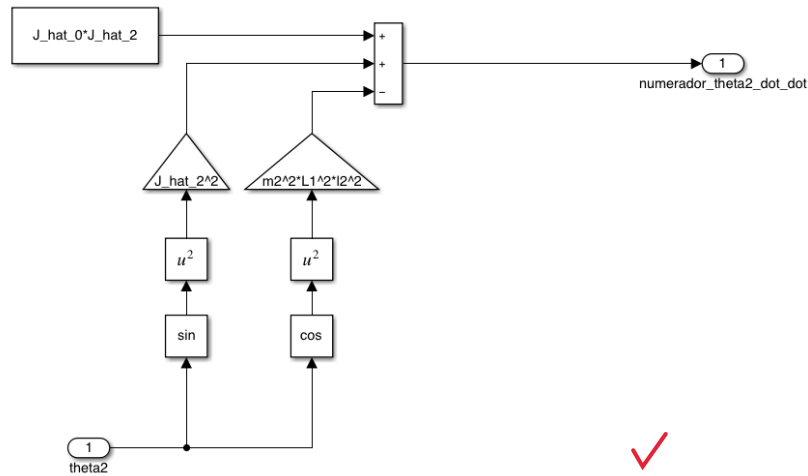 J_hat_0*J_hat_2
+
+
−
1
numerador_theta2_dot_dot
J_hat_2^2
m2^2*L1^2*l2^2
u²
u²
sin
cos
1
theta2